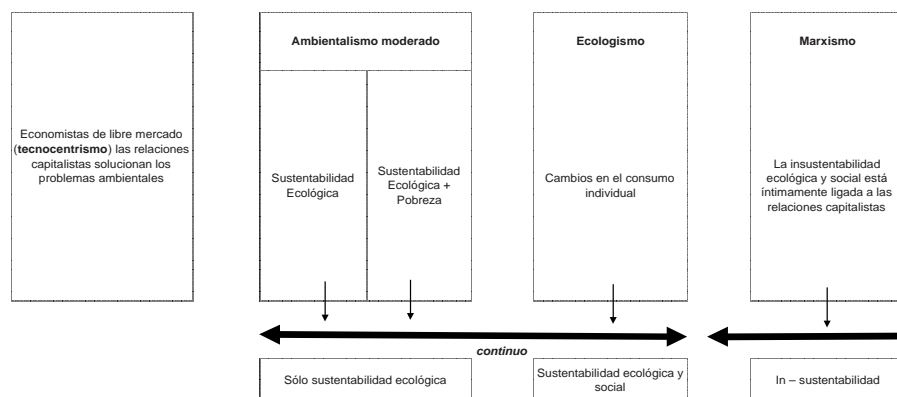 Economistas de libre mercado
(tecnocentrismo) las relaciones
capitalistas solucionan los
problemas ambientales
Ambientalismo moderado
Sustentabilidad
Ecológica
Sustentabilidad
Ecológica +
Pobreza
Ecologismo
Cambios en el consumo
individual
Marxismo
La insustentabilidad
ecológica y social está
íntimamente ligada a las
relaciones capitalistas
continuo
Sólo sustentabilidad ecológica
Sustentabilidad ecológica y
social
In – sustentabilidad